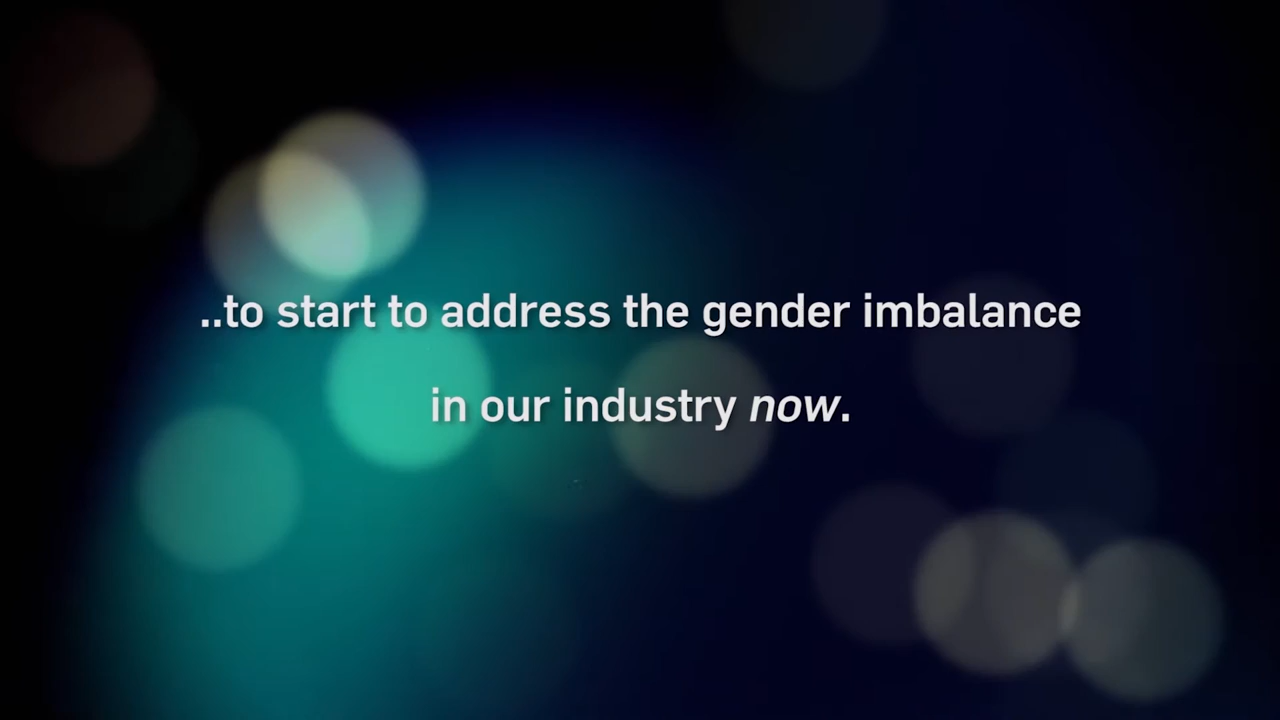 ..to start to address the gender imbalance
in our industry now.